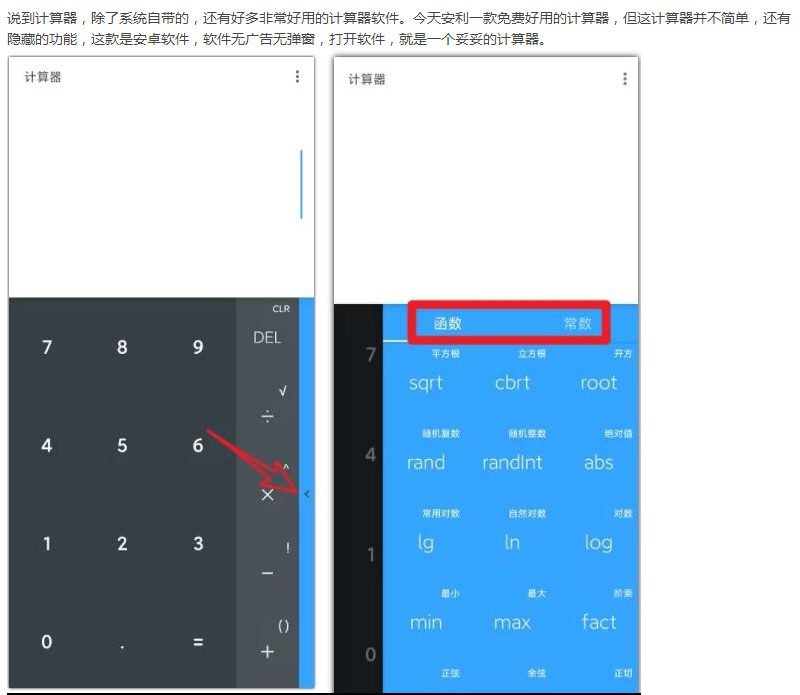 说到计算器，除了系统自带的，还有好多非常好用的计算器软件。今天安利一款免费好用的计算器，但这计算器并不简单，还有
隐藏的功能，这款是安卓软件，软件无广告无弹窗，打开软件，就是一个妥妥的计算器。
计算器
CLR
7 8 9 DEL
√
÷
4 5 6
^
×
1 2 3
!
−
()
0 . = +
计算器
函数 常数
7
平方根 立方根 开方
sqrt cbrt root
随机复数 随机整数 绝对值
4 rand randInt abs
常用对数 自然对数 对数
1 lg ln log
最小 最大 阶乘
min max fact
0
正弦 余弦 正切